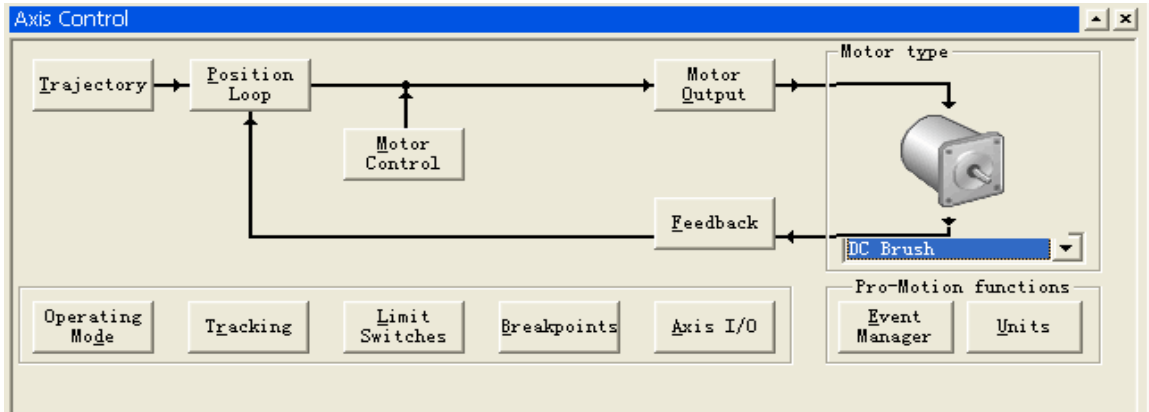 Axis Control
Motor type
Trajectory
Position
Loop
Motor
Output
Motor
Control
Feedback
DC Brush
Pro-Motion functions
Operating
Mode
Tracking
Limit
Switches
Breakpoints
Axis I/O
Event
Manager
Units